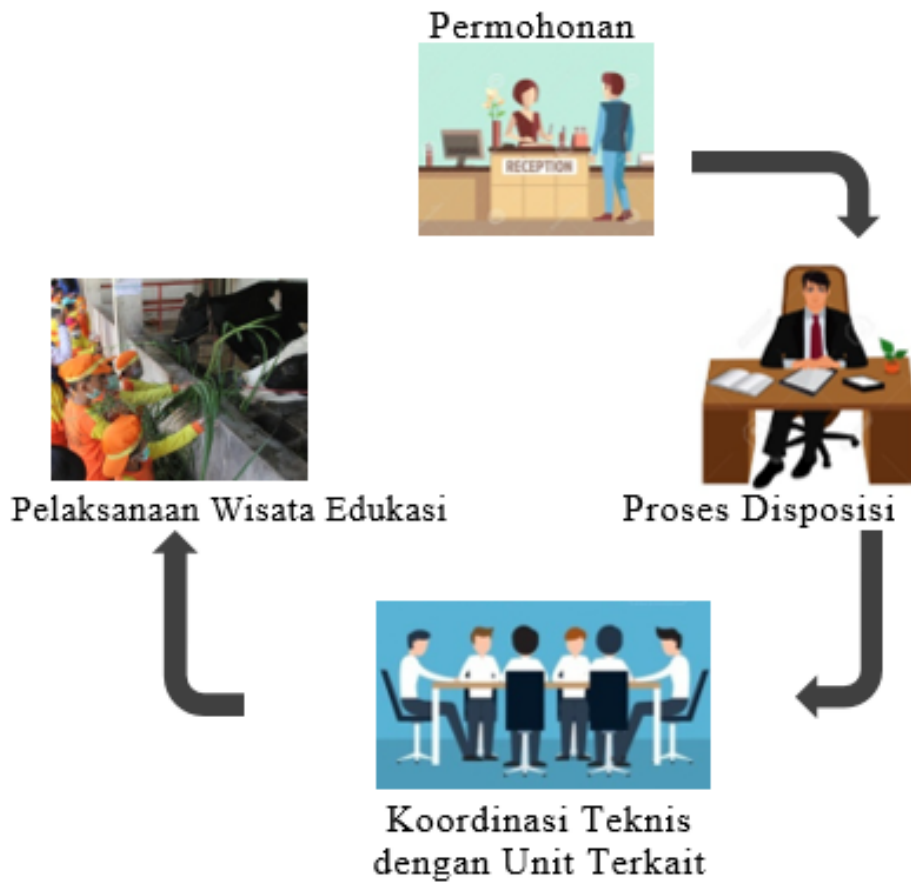 Permohonan
RECEPTION
Proses Disposisi
Koordinasi Teknis
dengan Unit Terkait
Pelaksanaan Wisata Edukasi